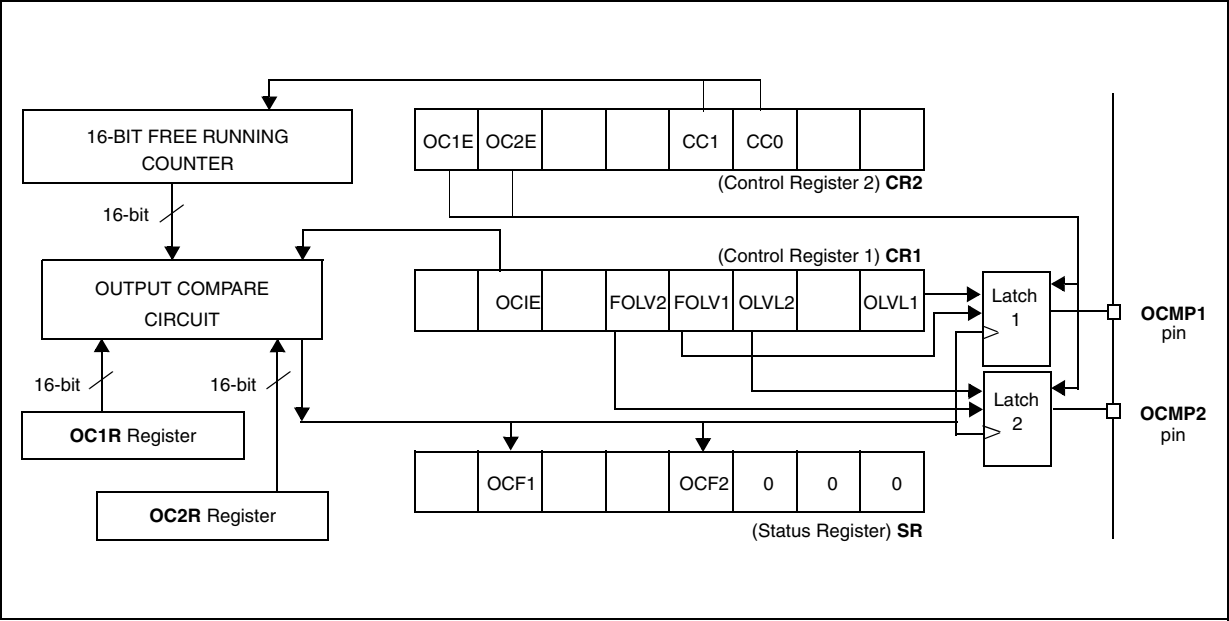 16-BIT FREE RUNNING
COUNTER
16-bit
OUTPUT COMPARE
CIRCUIT
16-bit
16-bit
OC1R Register
OC2R Register
OC1E OC2E CC1 CC0
(Control Register 2) CR2
(Control Register 1) CR1
OCIE FOLV2 FOLV1 OLVL2 OLVL1
OCF1 OCF2 0 0 0
(Status Register) SR
Latch
1
Latch
2
OCMP1
pin
OCMP2
pin